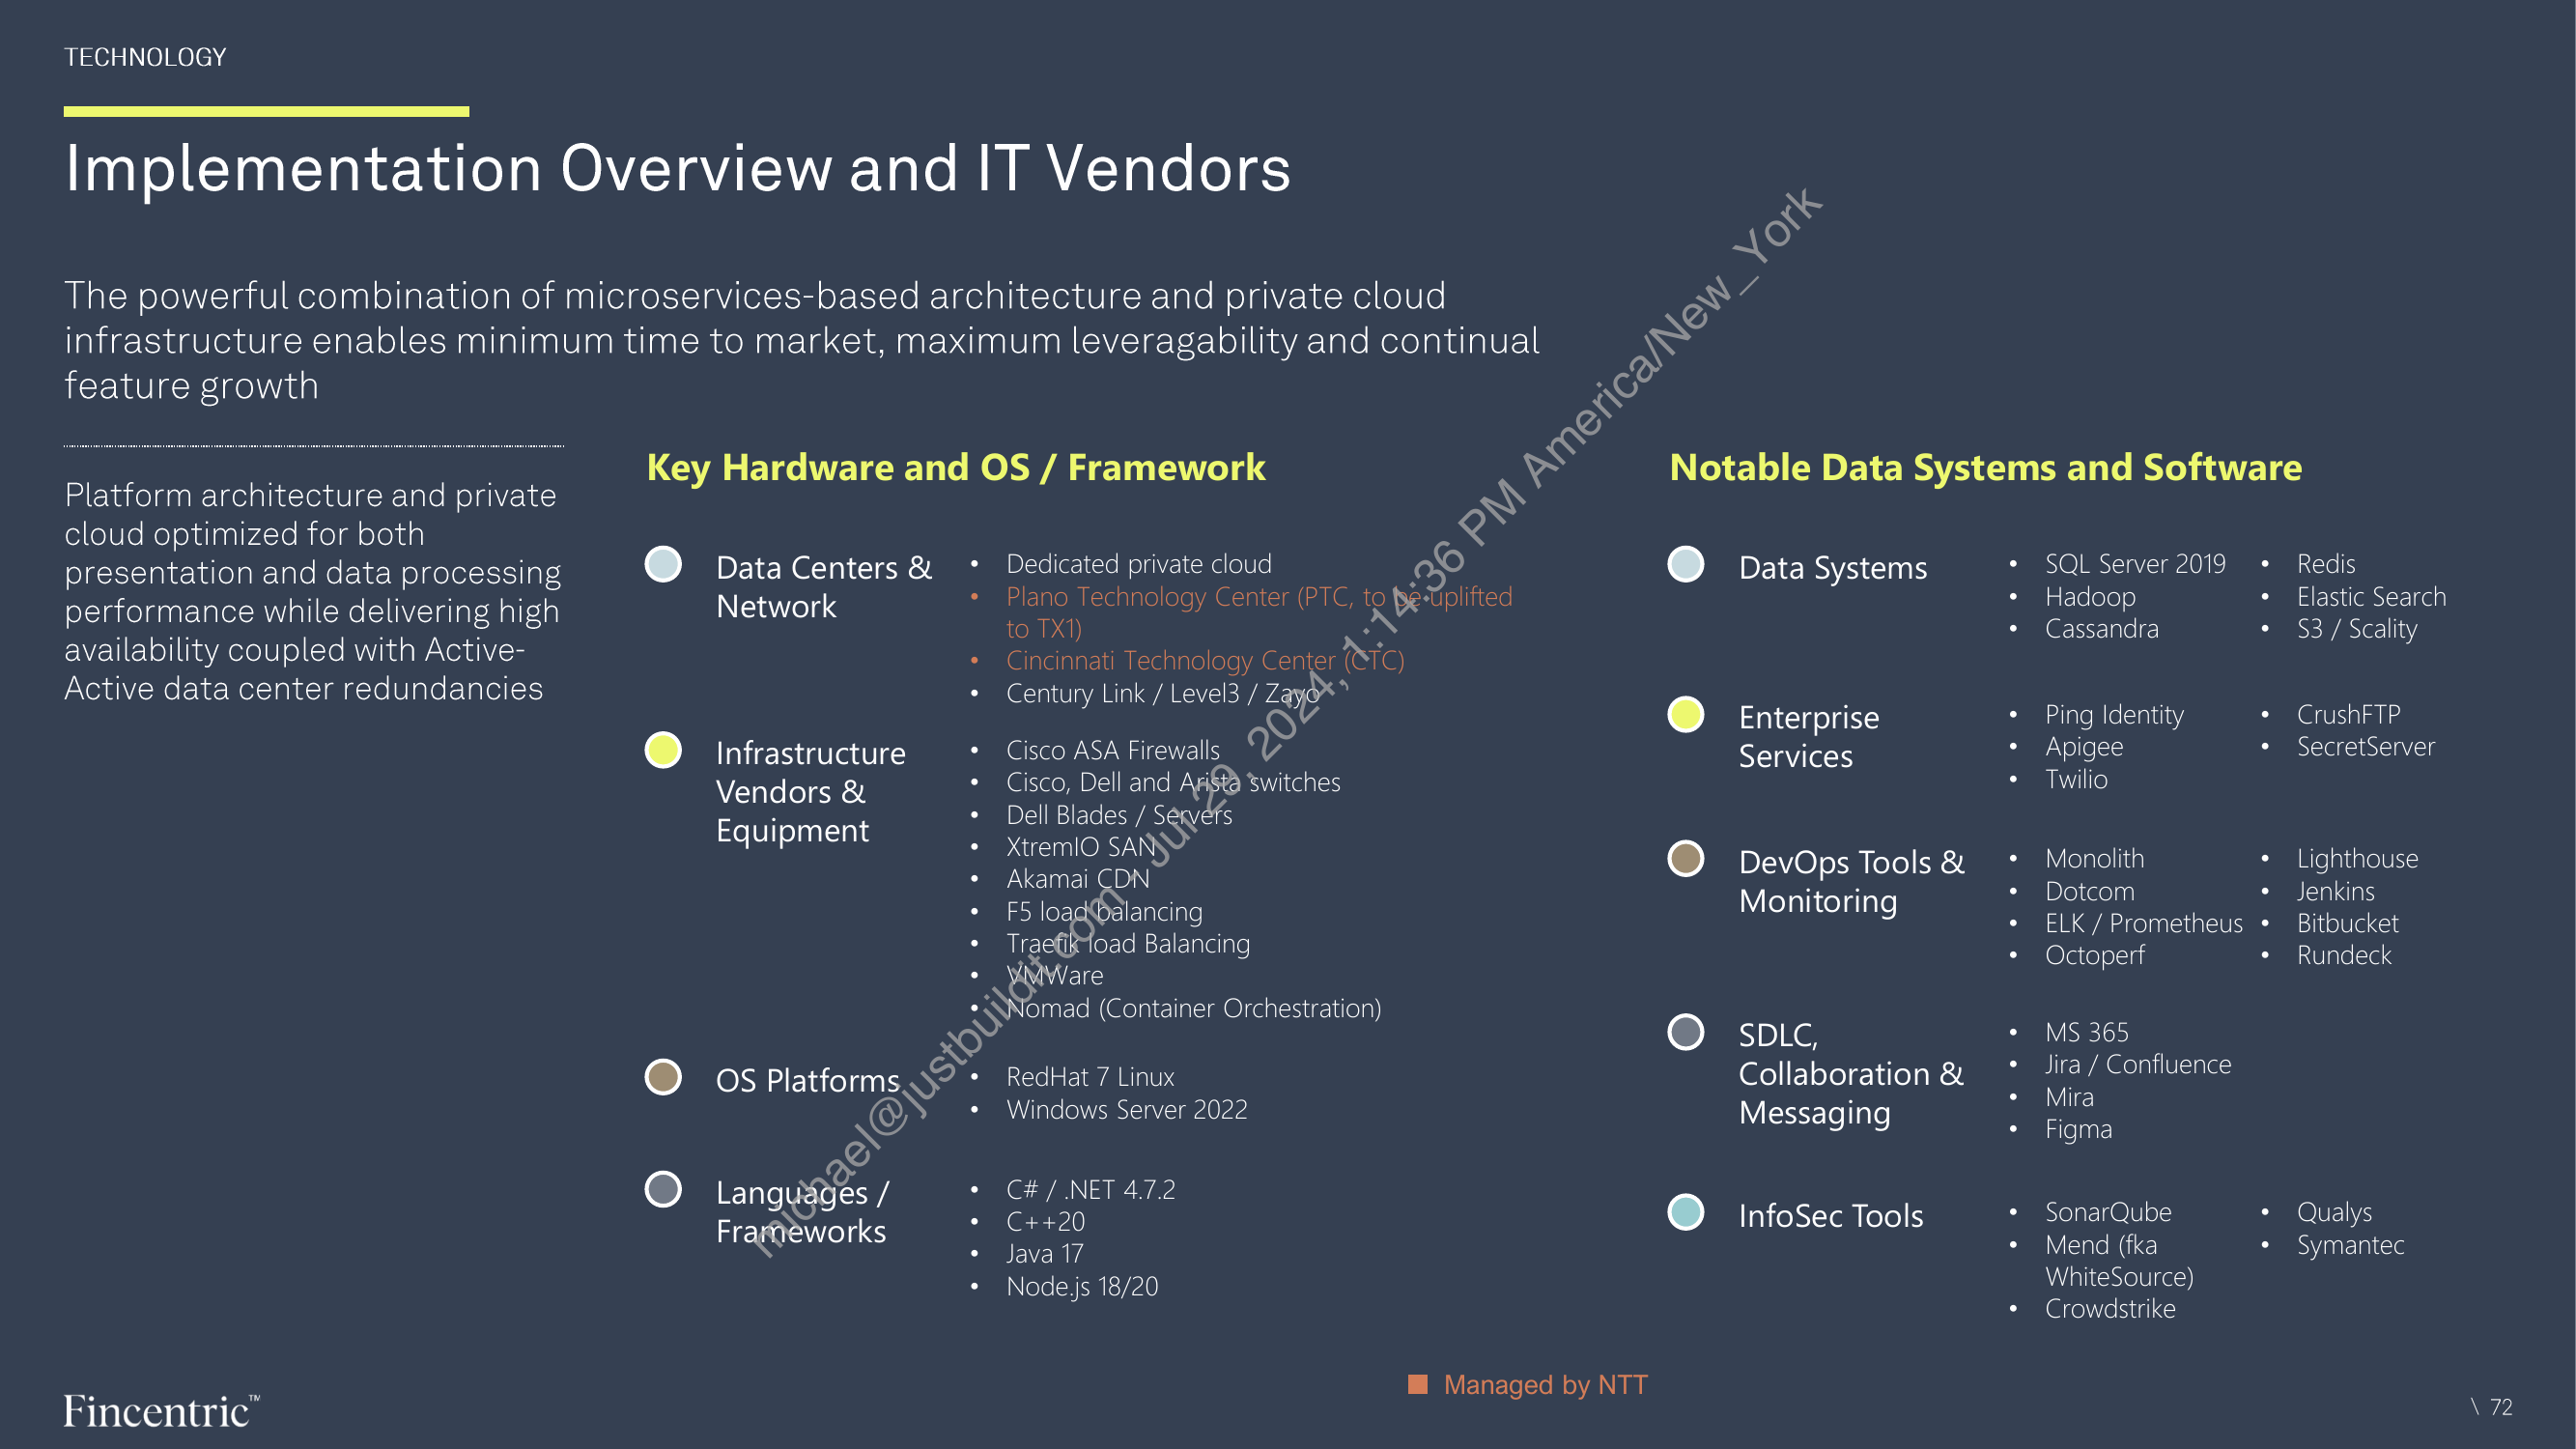 TECHNOLOGY
Implementation Overview and IT Vendors
The powerful combination of microservices-based architecture and private cloud
infrastructure enables minimum time to market, maximum leveragability and continual
feature growth
Platform architecture and private
cloud optimized for both
presentation and data processing
performance while delivering high
availability coupled with Active-
Active data center redundancies
Key Hardware and OS / Framework
Data Centers &
Network
• Dedicated private cloud
• Plano Technology Center (PTC, to be uplifted
to TX1)
• Cincinnati Technology Center (CTC)
• Century Link / Level3 / Zayo
Infrastructure
Vendors &
Equipment
• Cisco ASA Firewalls
• Cisco, Dell and Arista switches
• Dell Blades / Servers
• XtremIO SAN
• Akamai CDN
• F5 load balancing
• Traefik load Balancing
• VMWare
• Nomad (Container Orchestration)
OS Platforms
• RedHat 7 Linux
• Windows Server 2022
Languages /
Frameworks
• C# / .NET 4.7.2
• C++20
• Java 17
• Node.js 18/20
Notable Data Systems and Software
Data Systems
• SQL Server 2019
• Hadoop
• Cassandra
• Redis
• Elastic Search
• S3 / Scality
Enterprise
Services
• Ping Identity
• Apigee
• Twilio
• CrushFTP
• SecretServer
DevOps Tools &
Monitoring
• Monolith
• Dotcom
• ELK / Prometheus
• Octoperf
• Lighthouse
• Jenkins
• Bitbucket
• Rundeck
SDLC,
Collaboration &
Messaging
• MS 365
• Jira / Confluence
• Mira
• Figma
InfoSec Tools
• SonarQube
• Mend (fka
WhiteSource)
• Crowdstrike
• Qualys
• Symantec
Managed by NTT
Fincentric™
\ 72
michael@justbuildit.com - Jul 29, 2024, 1:14:36 PM America/New_York